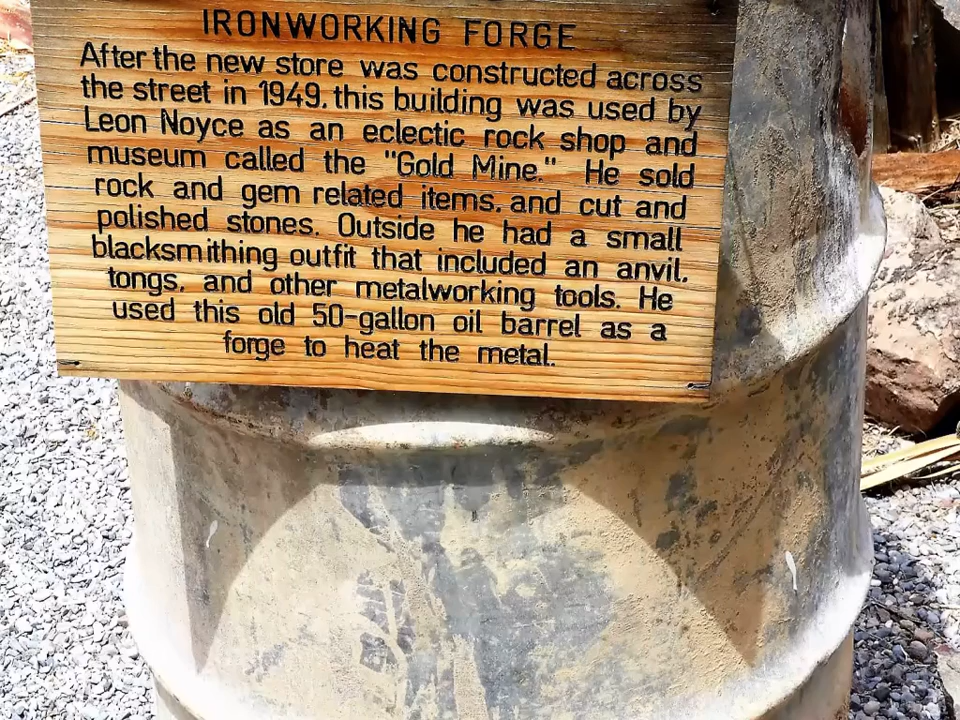 IRONWORKING FORGE
After the new store was constructed across
the street in 1949, this building was used by
Leon Noyce as an eclectic rock shop and
museum called the "Gold Mine." He sold
rock and gem related items, and cut and
polished stones. Outside he had a small
blacksmithing outfit that included an anvil,
tongs, and other metalworking tools. He
used this old 50-gallon oil barrel as a
forge to heat the metal.